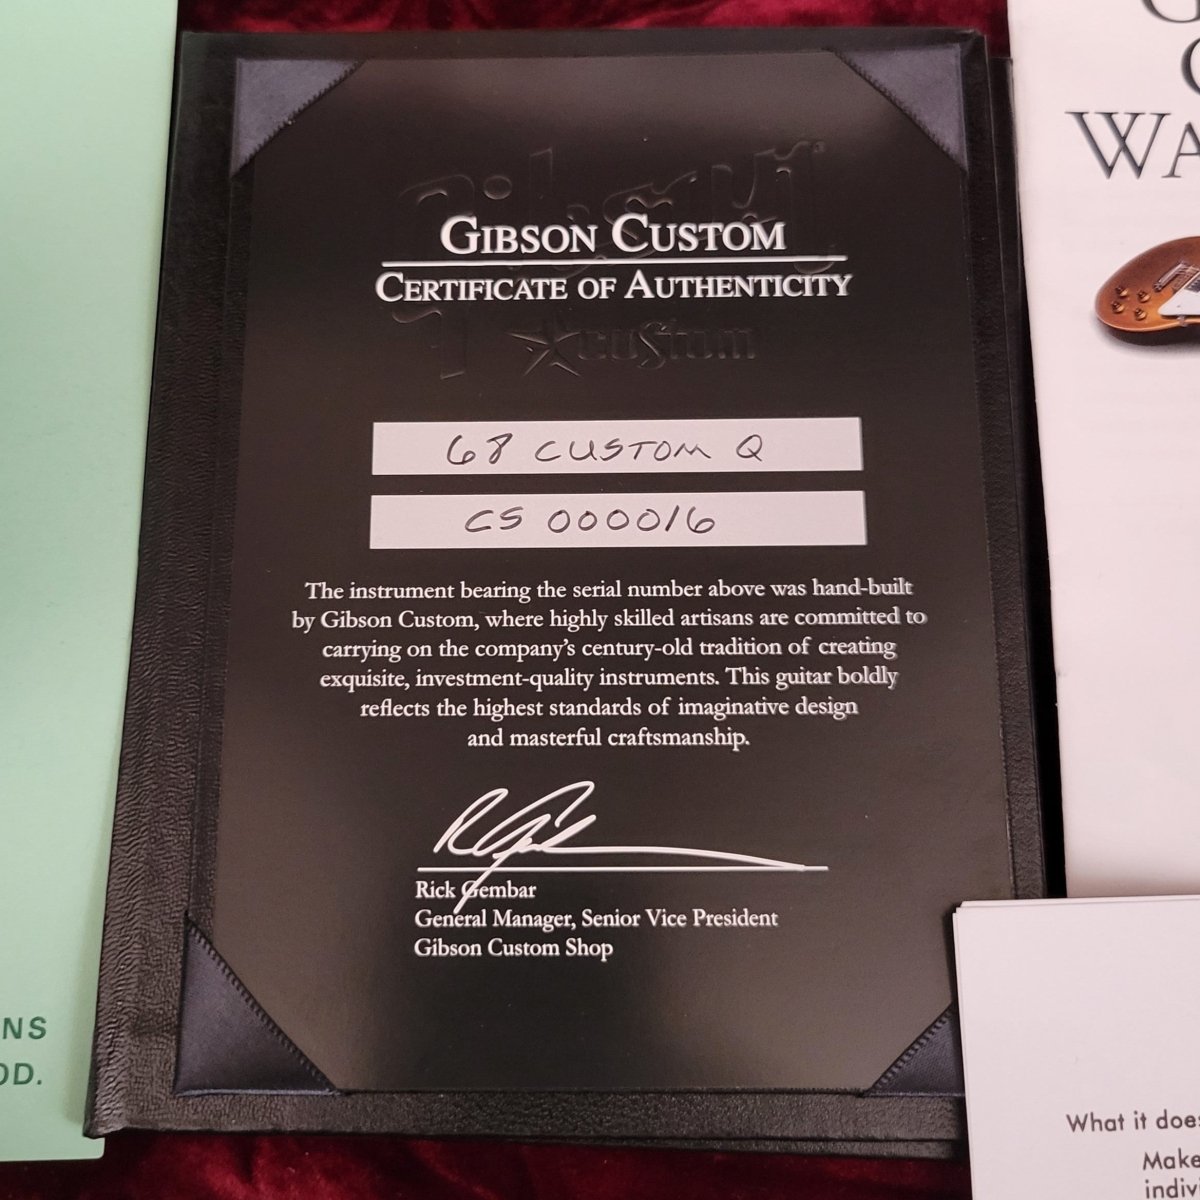 Gibson
GIBSON CUSTOM
CERTIFICATE OF AUTHENTICITY
custom
68 CUSTOM Q
CS 000016
The instrument bearing the serial number above was hand-built
by Gibson Custom, where highly skilled artisans are committed to
carrying on the company's century-old tradition of creating
exquisite, investment-quality instruments. This guitar boldly
reflects the highest standards of imaginative design
and masterful craftsmanship.
Rick Gembar
General Manager, Senior Vice President
Gibson Custom Shop
NS
OD.
G
WA
What it does
Make
indiv